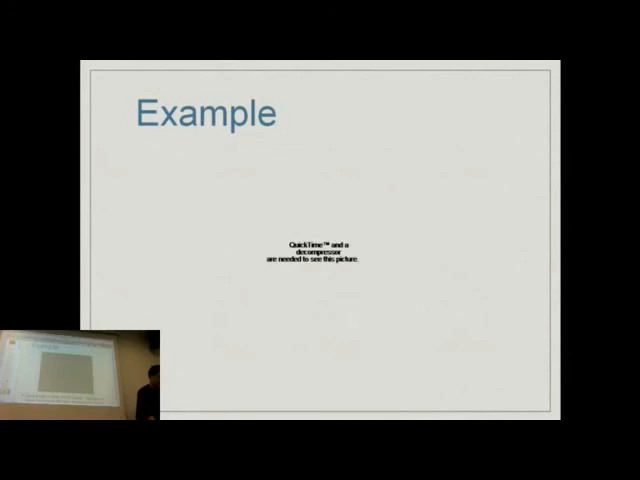 Example
QuickTime™ and a
decompressor
are needed to see this picture.